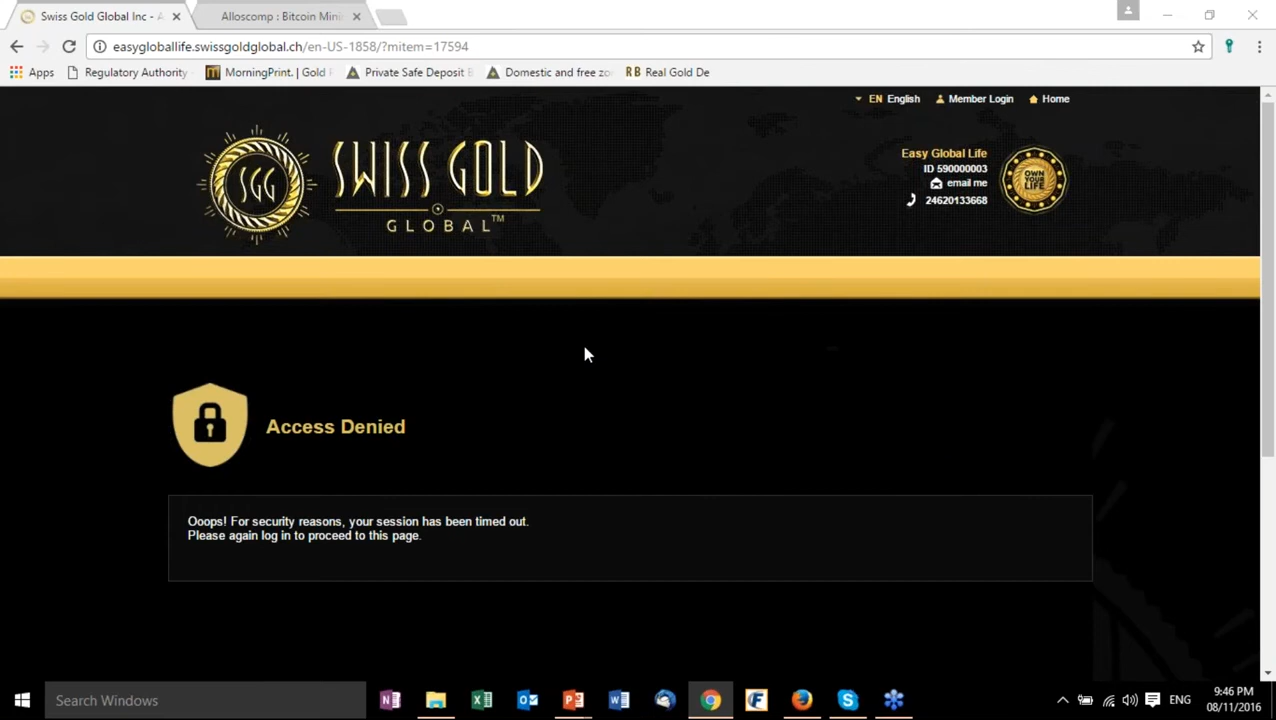 Swiss Gold Global Inc - A
Alloscomp : Bitcoin Mini
easygloballife.swissgoldglobal.ch/en-US-1858/?mitem=17594
Apps Regulatory Authority MorningPrint. | Gold Private Safe Deposit Domestic and free zo RB Real Gold De
EN English Member Login Home
SGG
SWISS GOLD
GLOBAL™
Easy Global Life
ID 590000003
email me
24620133668
OWN
YOUR
LIFE
Access Denied
Ooops! For security reasons, your session has been timed out.
Please again log in to proceed to this page.
Search Windows
ENG
9:46 PM
08/11/2016